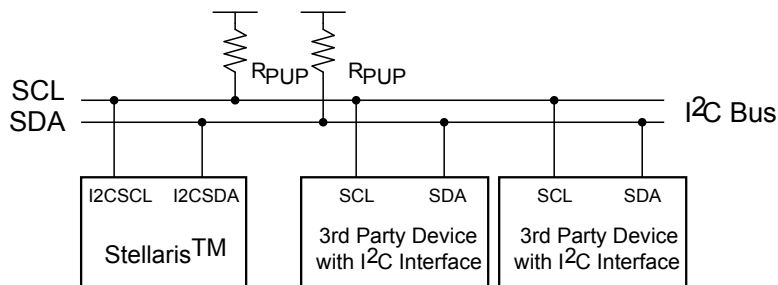 RPUP RPUP
SCL
SDA
I2C Bus
I2CSCL I2CSDA
Stellaris™
SCL SDA
3rd Party Device
with I2C Interface
SCL SDA
3rd Party Device
with I2C Interface